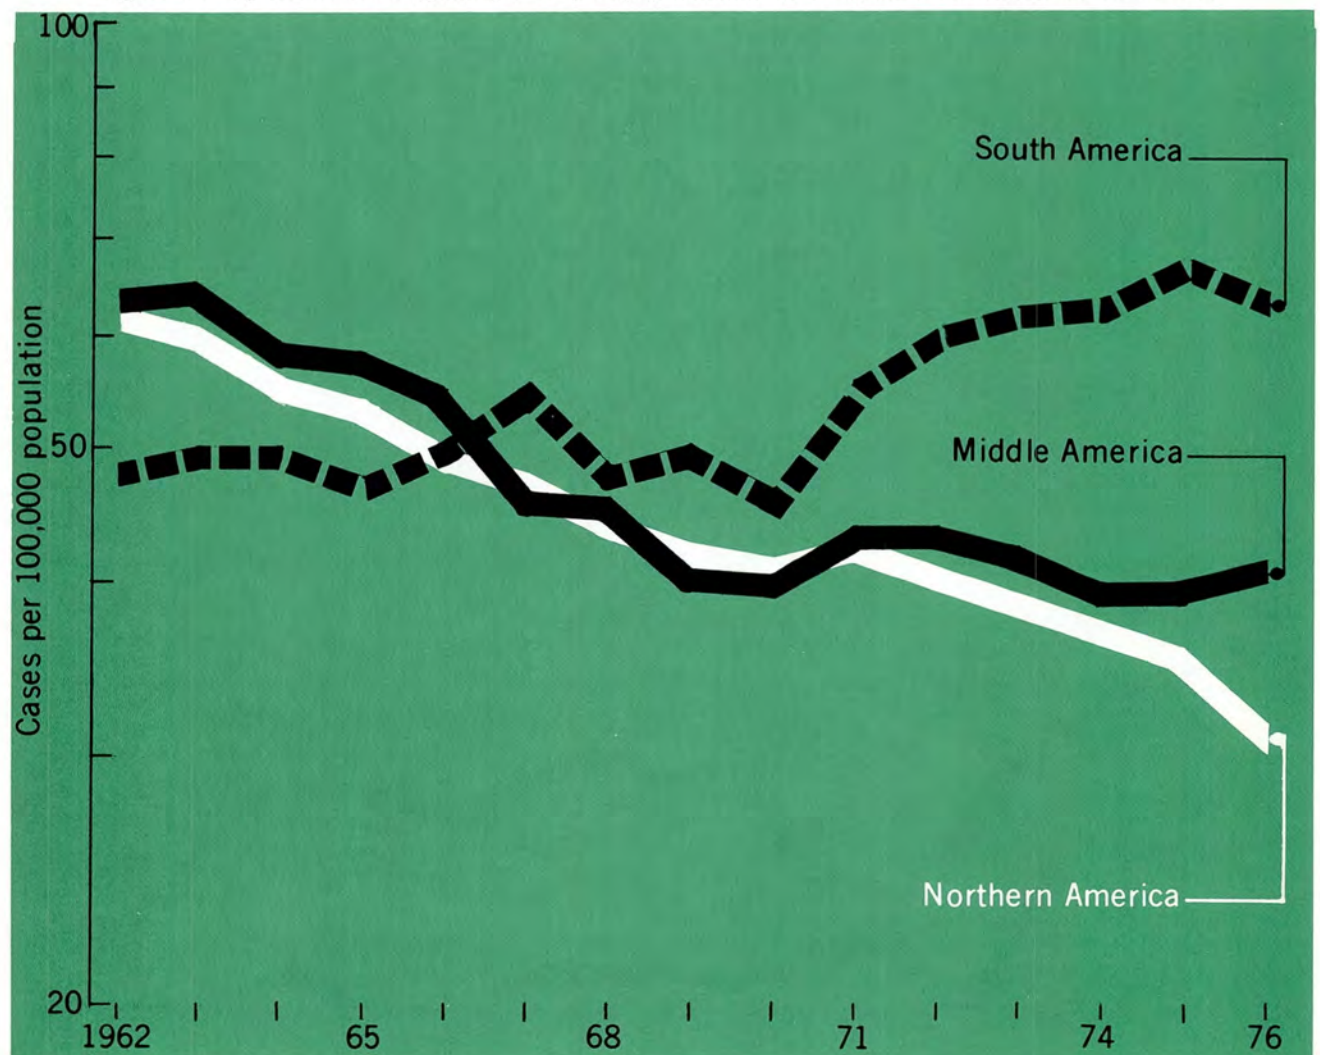 100
South America
Middle America
50
Cases per 100,000 population
Northern America
20
1962 65 68 71 74 76